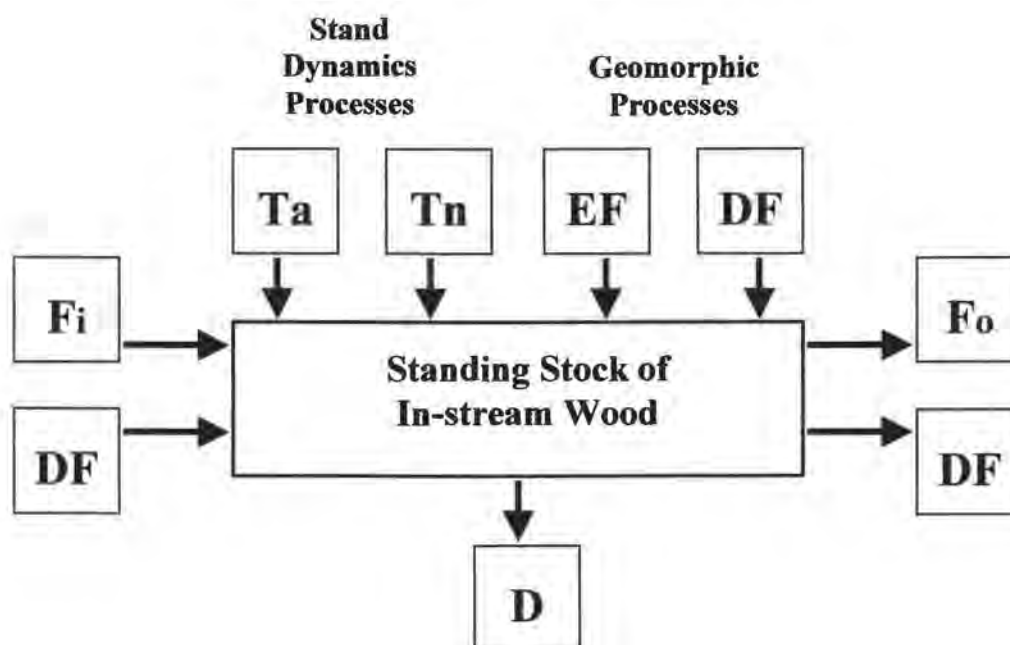 Stand
Dynamics
Processes
Geomorphic
Processes
Ta
Tn
EF
DF
Fi
Fo
Standing Stock of
In-stream Wood
DF
DF
D